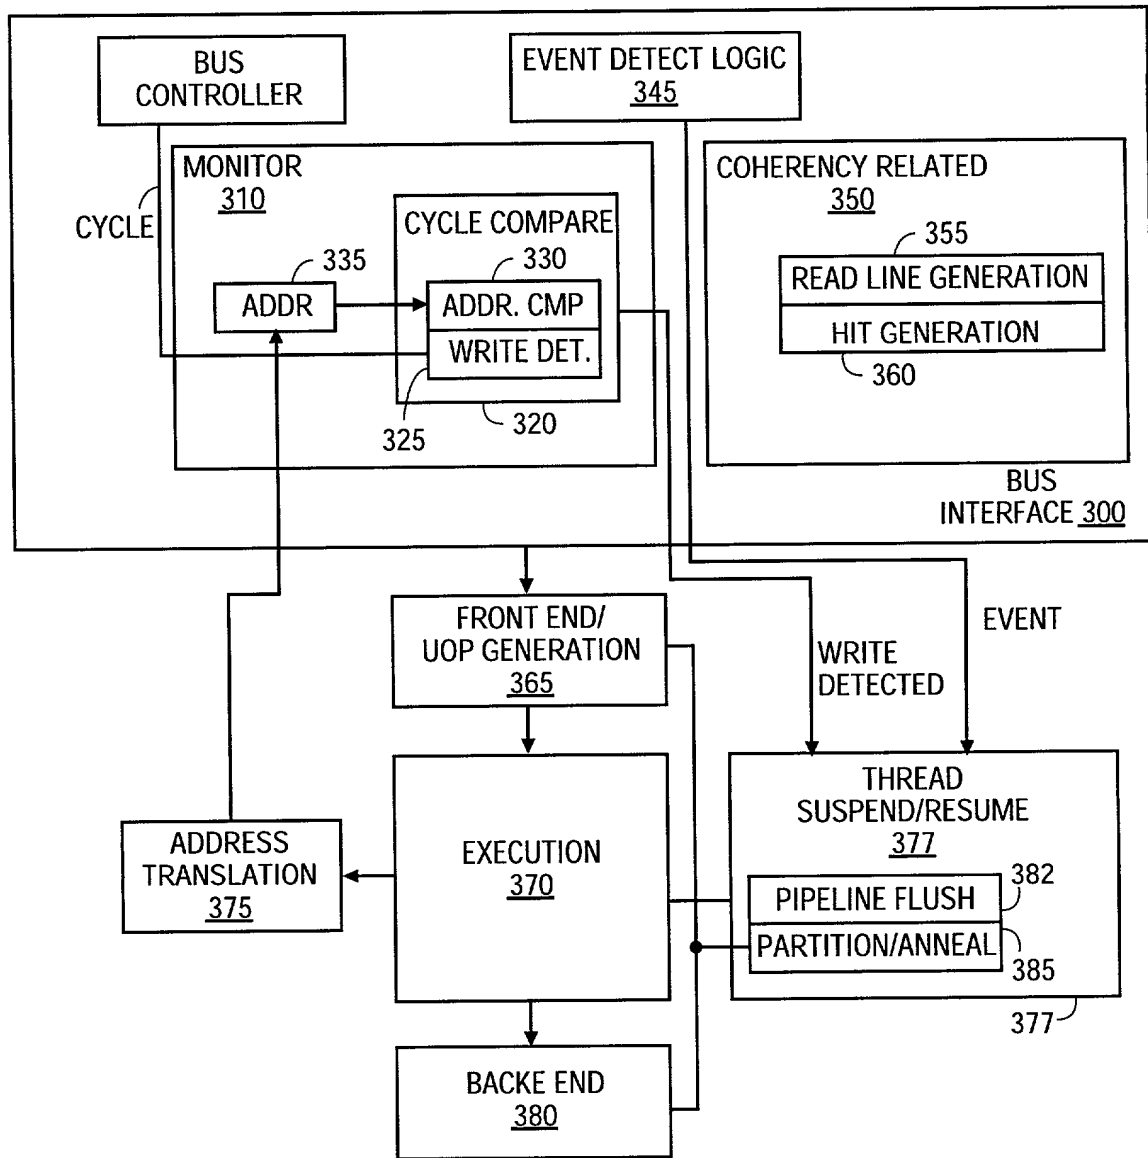 BUS
CONTROLLER
EVENT DETECT LOGIC
345
MONITOR
310
CYCLE
CYCLE COMPARE
335
330
ADDR
ADDR. CMP
WRITE DET.
325
320
COHERENCY RELATED
350
355
READ LINE GENERATION
HIT GENERATION
360
BUS
INTERFACE 300
FRONT END/
UOP GENERATION
365
WRITE
DETECTED
EVENT
ADDRESS
TRANSLATION
375
EXECUTION
370
THREAD
SUSPEND/RESUME
377
382
PIPELINE FLUSH
PARTITION/ANNEAL
385
377
BACKE END
380